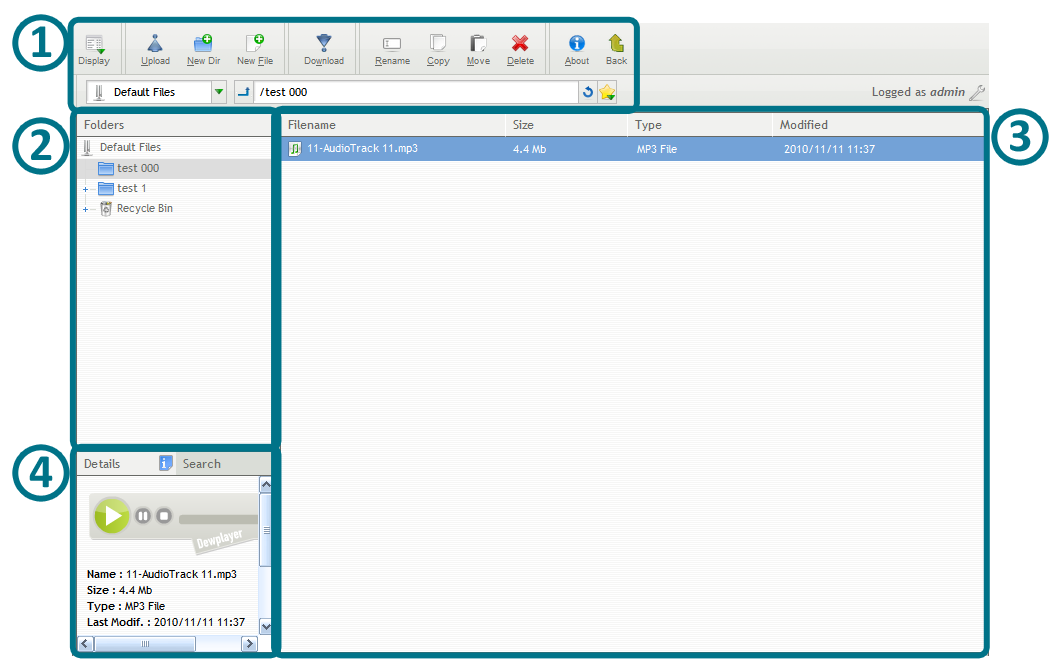 1
Display Upload New Dir New File Download Rename Copy Move Delete About Back
Default Files /test 000 Logged as admin
2
Folders
Default Files
test 000
test 1
Recycle Bin
3
Filename Size Type Modified
11-AudioTrack 11.mp3 4.4 Mb MP3 File 2010/11/11 11:37
4
Details i Search
Dewplayer
Name : 11-AudioTrack 11.mp3
Size : 4.4 Mb
Type : MP3 File
Last Modif. : 2010/11/11 11:37